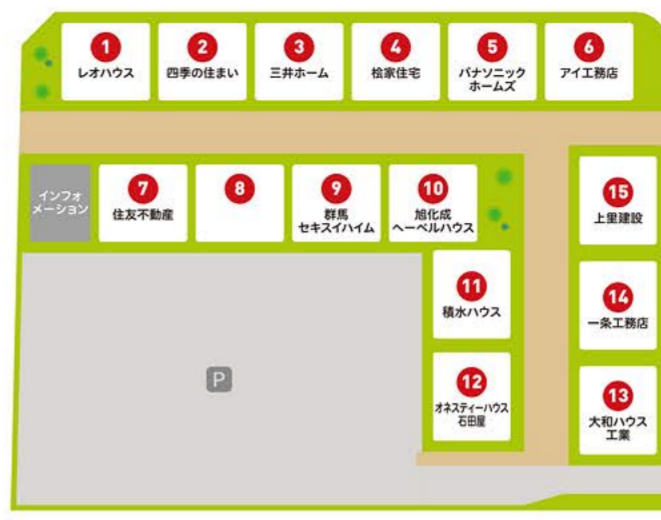 1
レオハウス
2
四季の住まい
3
三井ホーム
4
桧家住宅
5
パナソニック
ホームズ
6
アイ工務店
インフォ
メーション
7
住友不動産
8
9
群馬
セキスイハイム
10
旭化成
ヘーベルハウス
15
上里建設
11
積水ハウス
14
一条工務店
P
12
オネスティーハウス
石田屋
13
大和ハウス
工業